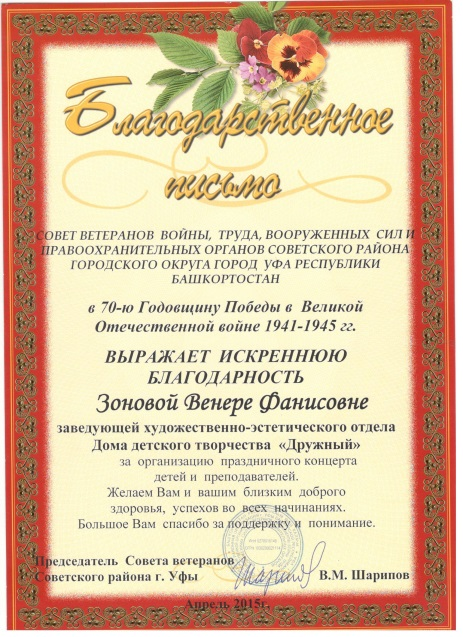 Благодарственное
письмо
СОВЕТ ВЕТЕРАНОВ ВОЙНЫ, ТРУДА, ВООРУЖЕННЫХ СИЛ И
ПРАВООХРАНИТЕЛЬНЫХ ОРГАНОВ СОВЕТСКОГО РАЙОНА
ГОРОДСКОГО ОКРУГА ГОРОД УФА РЕСПУБЛИКИ
БАШКОРТОСТАН
в 70-ю Годовщину Победы в Великой
Отечественной войне 1941-1945 гг.
ВЫРАЖАЕТ ИСКРЕННЮЮ
БЛАГОДАРНОСТЬ
Зоновой Венере Фанисовне
заведующей художественно-эстетического отдела
Дома детского творчества «Дружный»
за организацию праздничного концерта
детей и преподавателей.
Желаем Вам и вашим близким доброго
здоровья, успехов во всех начинаниях.
Большое Вам спасибо за поддержку и понимание.
Председатель Совета ветеранов
Советского района г. Уфы В.М. Шарипов
Апрель 2015г.